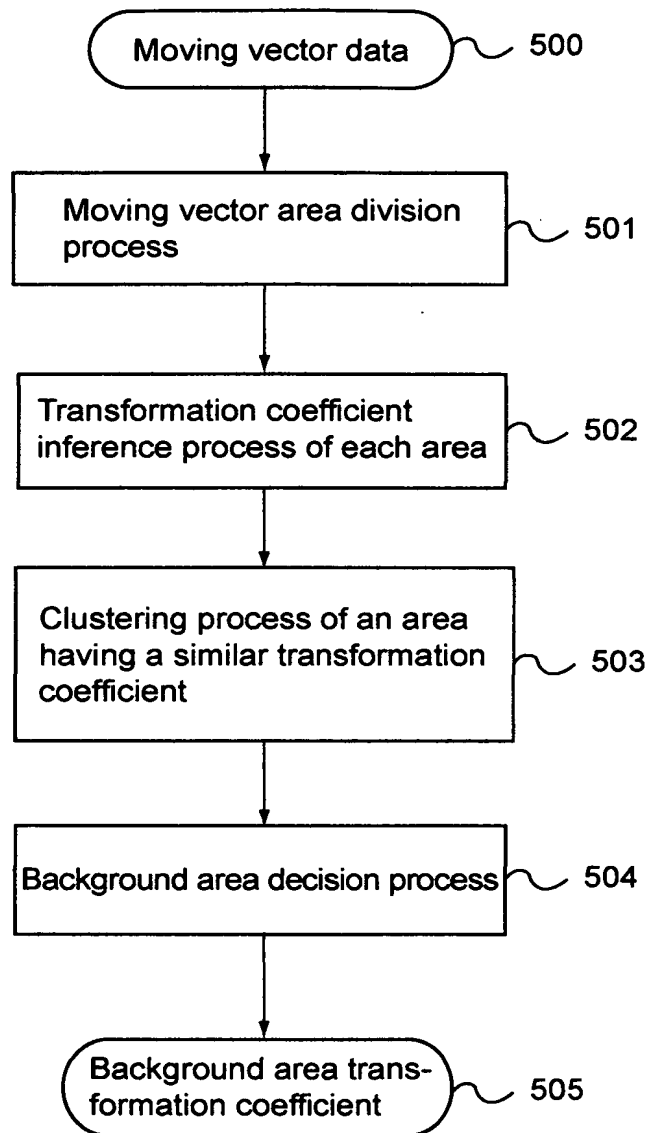 Moving vector data
500
Moving vector area division
process
501
Transformation coefficient
inference process of each area
502
Clustering process of an area
having a similar transformation
coefficient
503
Background area decision process
504
Background area trans-
formation coefficient
505